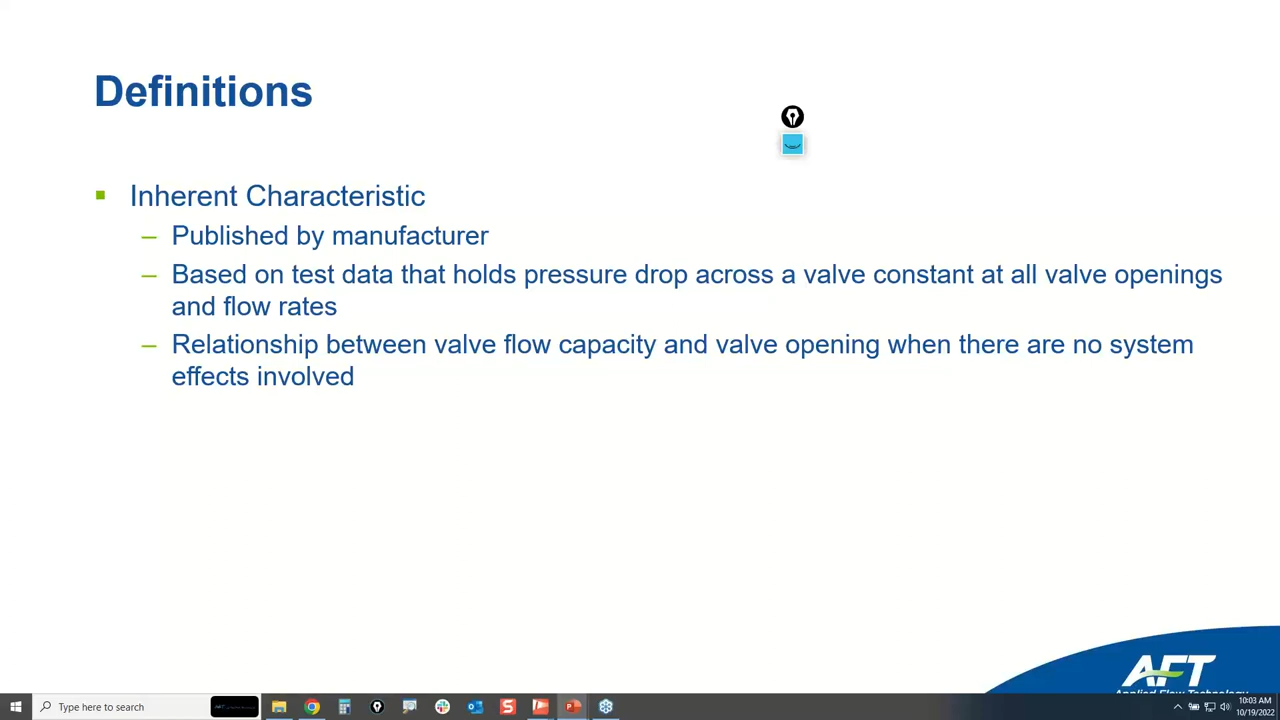 Definitions
Inherent Characteristic
– Published by manufacturer
– Based on test data that holds pressure drop across a valve constant at all valve openings
and flow rates
– Relationship between valve flow capacity and valve opening when there are no system
effects involved
AFT
Applied Flow Technology
Type here to search
10:03 AM
10/19/2022